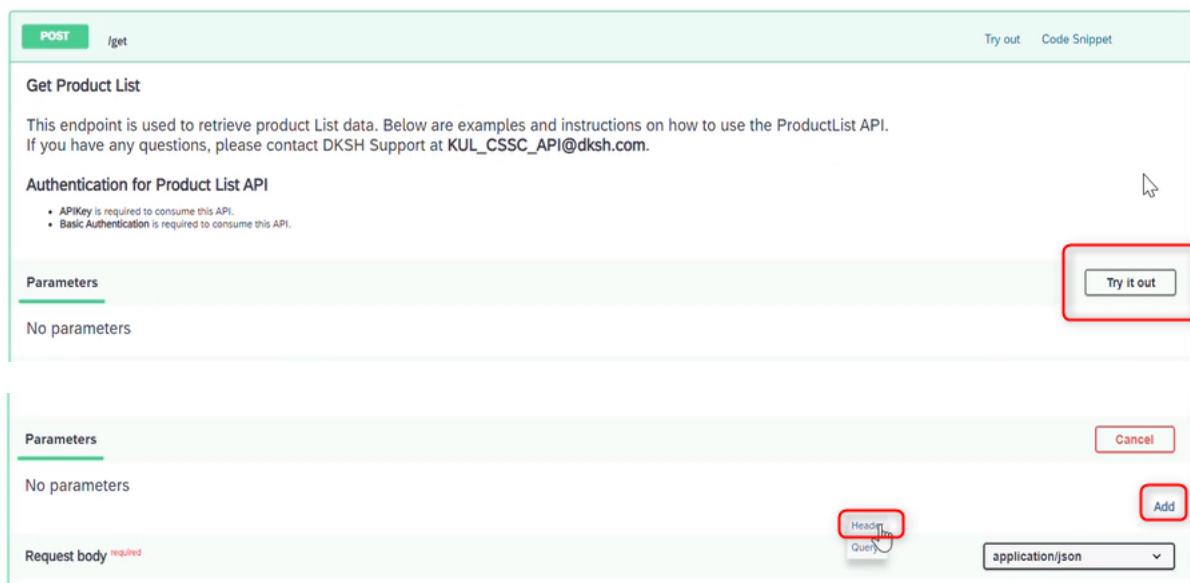 POST /get Try out Code Snippet
Get Product List
This endpoint is used to retrieve product List data. Below are examples and instructions on how to use the ProductList API.
If you have any questions, please contact DKSH Support at KUL_CSSC_API@dksh.com.
Authentication for Product List API
• APIKey is required to consume this API.
• Basic Authentication is required to consume this API.
Parameters Try it out
No parameters
Parameters Cancel
No parameters
Add
Header
Query
Request body required application/json